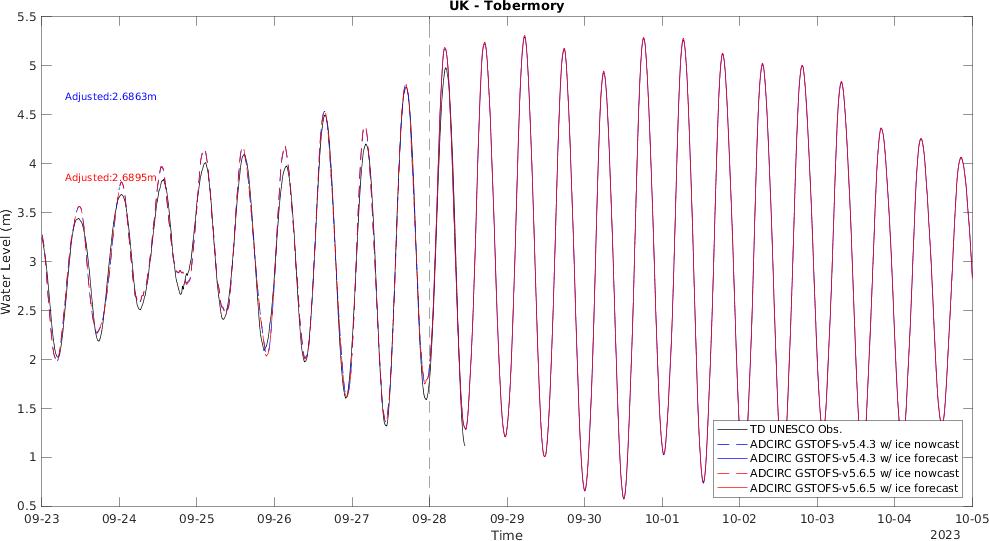 UK - Tobermory
5.5
5
4.5
4
3.5
3
2.5
2
1.5
1
0.5
Water Level (m)
Adjusted:2.6863m
Adjusted:2.6895m
TD UNESCO Obs.
ADCIRC GSTOFS-v5.4.3 w/ ice nowcast
ADCIRC GSTOFS-v5.4.3 w/ ice forecast
ADCIRC GSTOFS-v5.6.5 w/ ice nowcast
ADCIRC GSTOFS-v5.6.5 w/ ice forecast
09-23 09-24 09-25 09-26 09-27 09-28 09-29 09-30 10-01 10-02 10-03 10-04 10-05
Time
2023